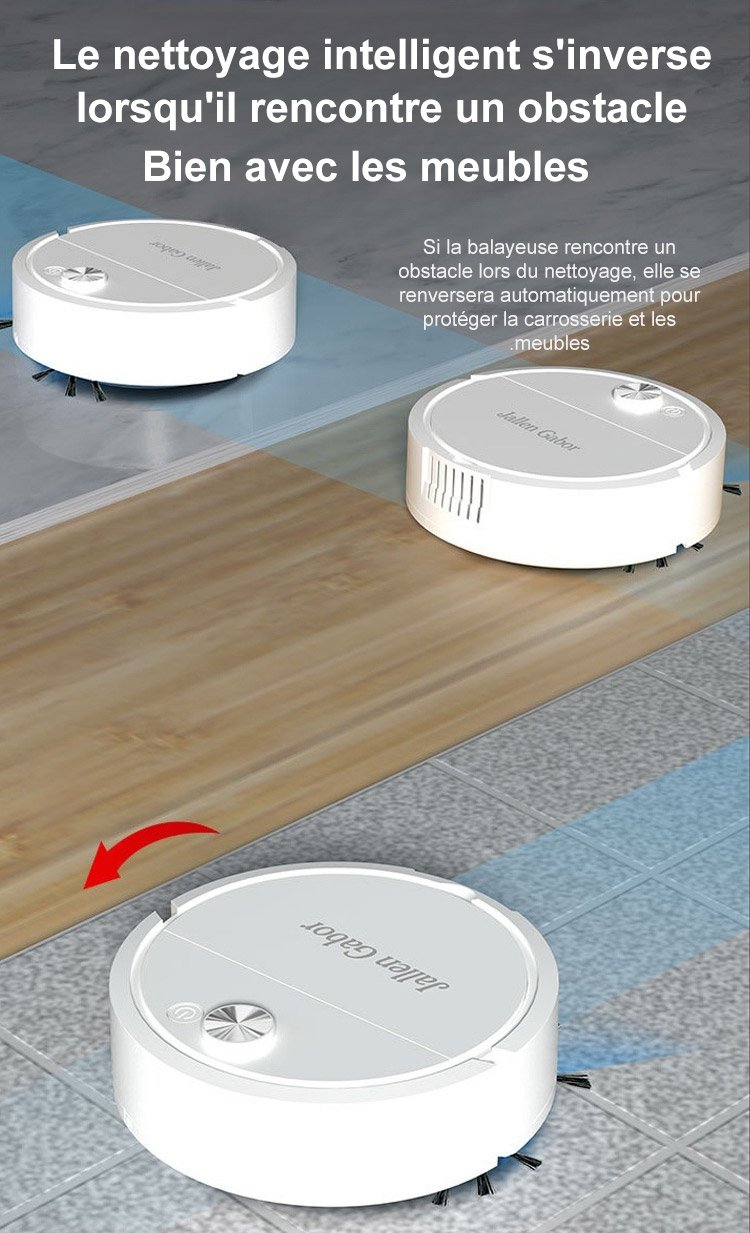 Le nettoyage intelligent s'inverse
lorsqu'il rencontre un obstacle
Bien avec les meubles
Jallen Gabor
Si la balayeuse rencontre un
obstacle lors du nettoyage, elle se
renversera automatiquement pour
protéger la carrosserie et les
.meubles
Jallen Gabor
Jallen Gabor